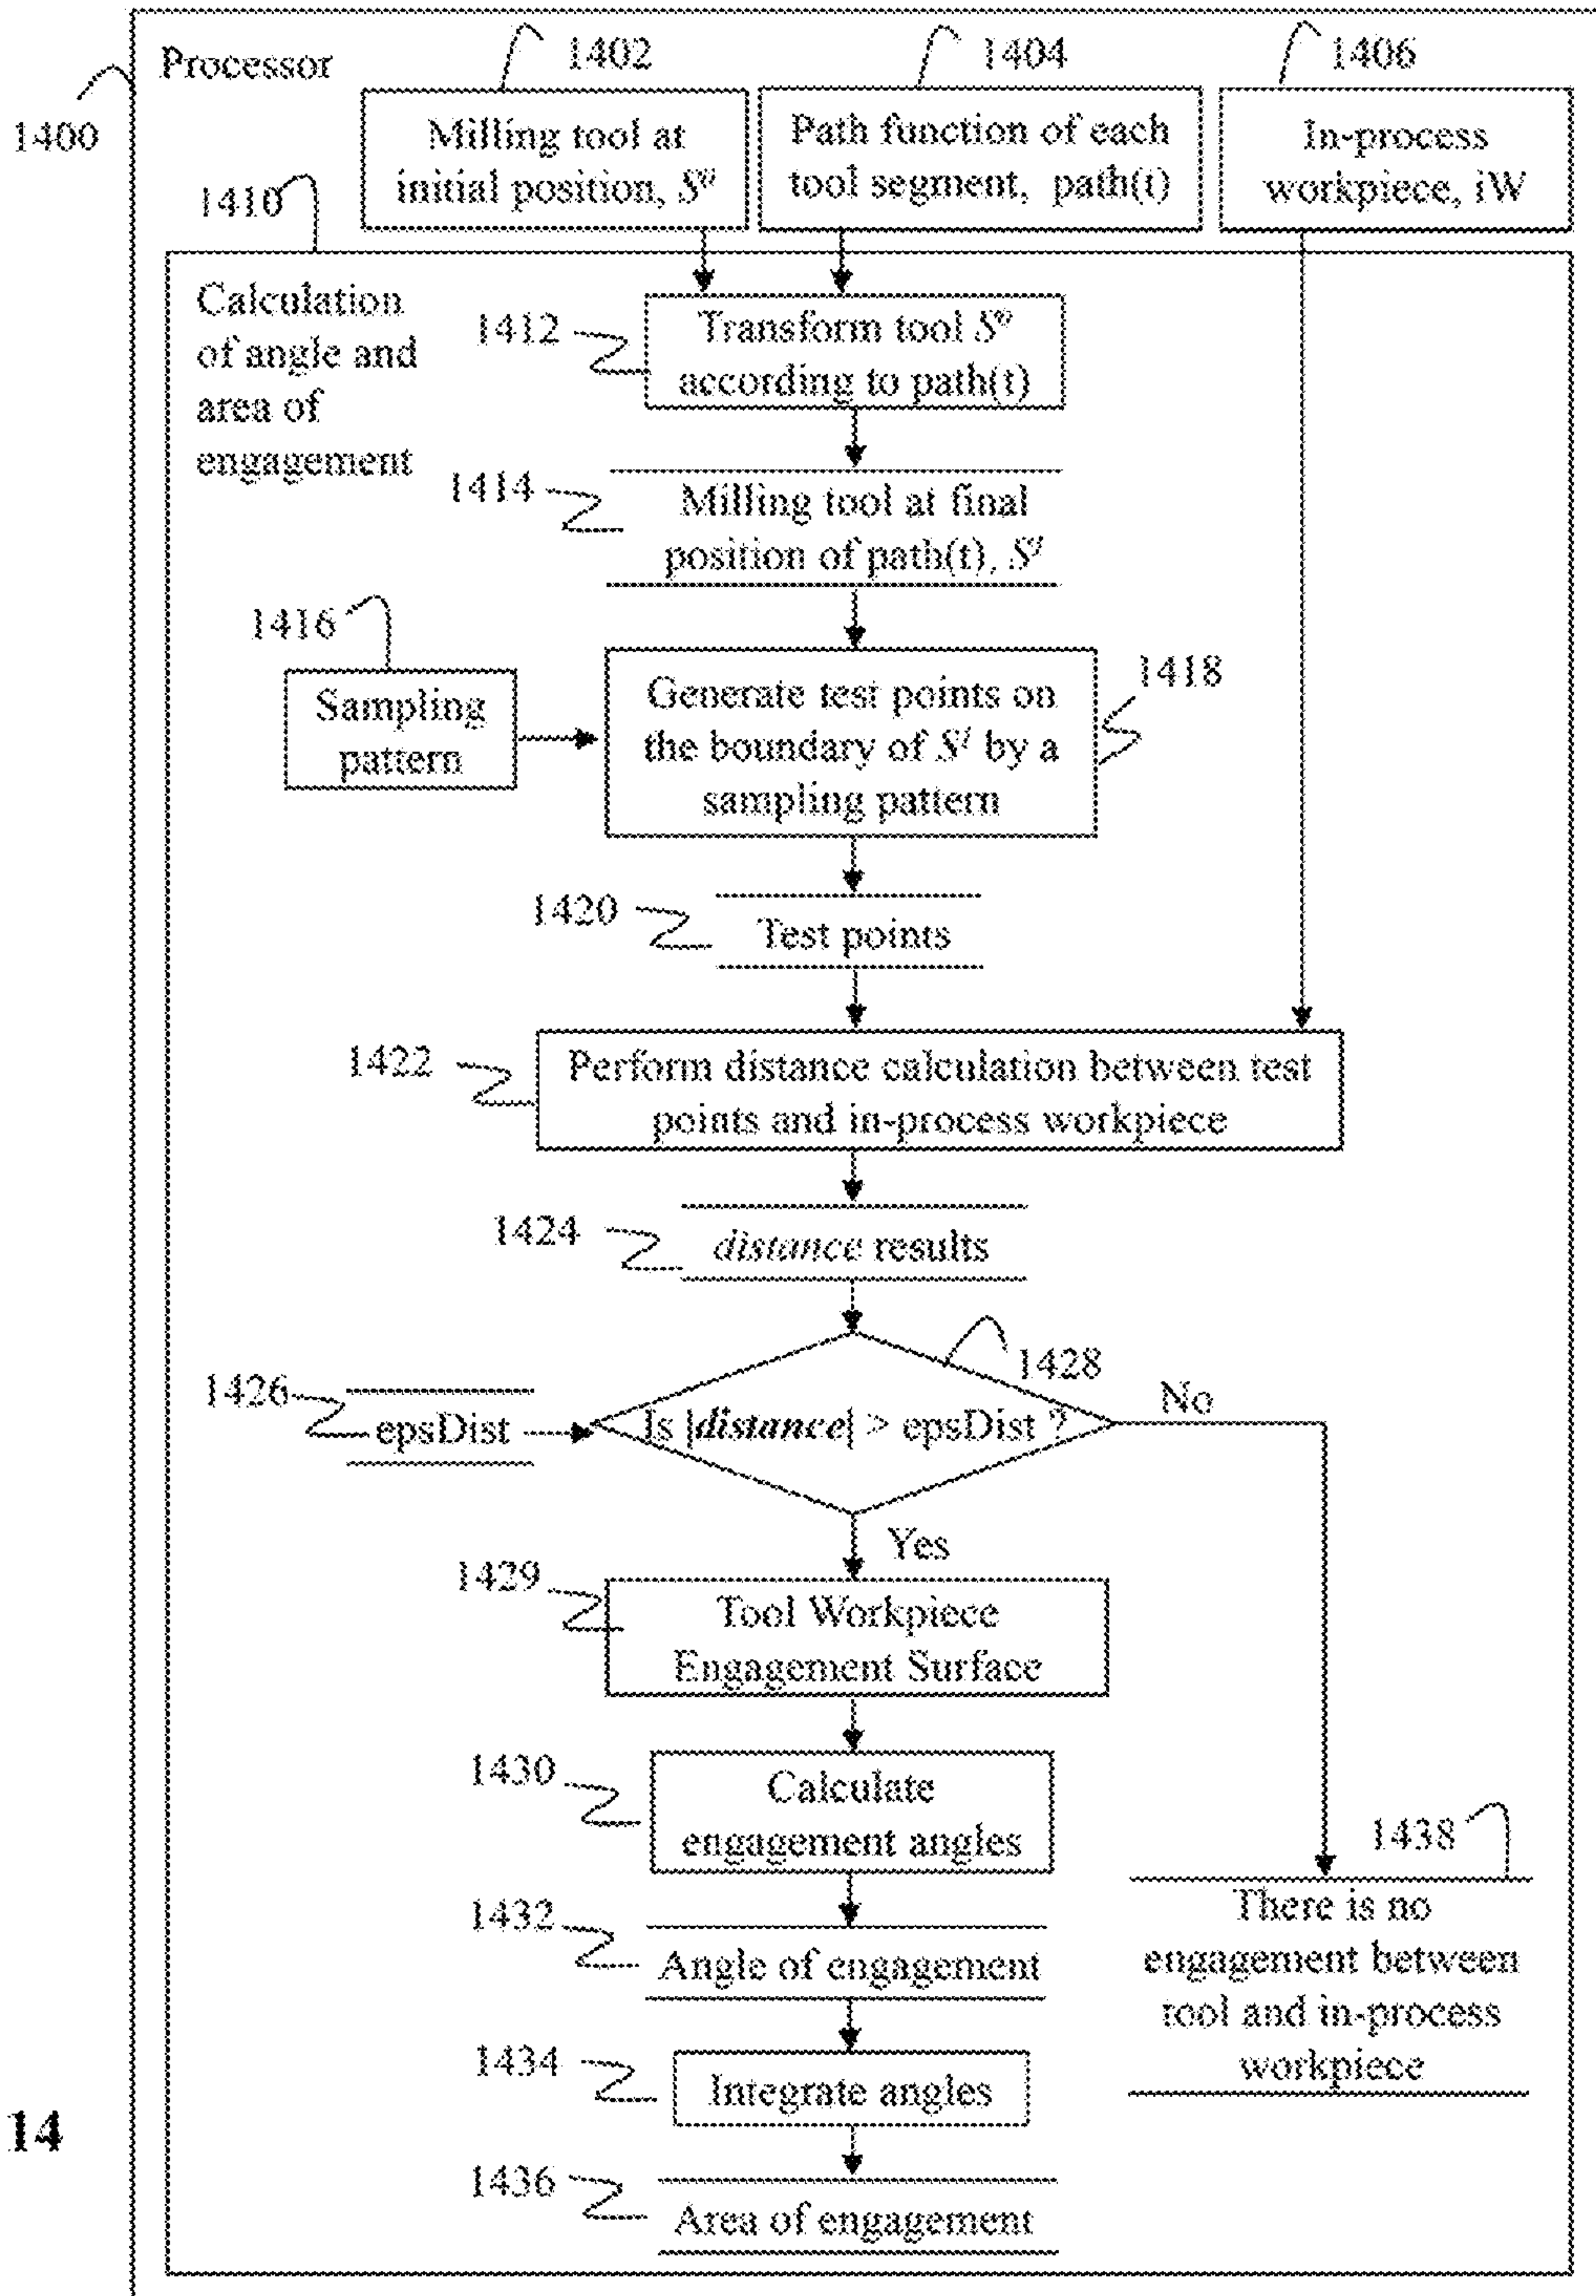 Processor
1402
1404
1406
1400
Milling tool at
initial position, S⁰
Path function of each
tool segment, path(t)
In-process
workpiece, iW
1410
Calculation
of angle and
area of
engagement
1412
Transform tool S⁰
according to path(t)
1414
Milling tool at final
position of path(t), Sᶠ
1416
Sampling
pattern
1418
Generate test points on
the boundary of Sᶠ by a
sampling pattern
1420
Test points
1422
Perform distance calculation between test
points and in-process workpiece
1424
distance results
1428
1426
epsDist
Is |distance| > epsDist ?
No
Yes
1429
Tool Workpiece
Engagement Surface
1430
Calculate
engagement angles
1438
There is no
engagement between
tool and in-process
workpiece
1432
Angle of engagement
1434
Integrate angles
14
1436
Area of engagement